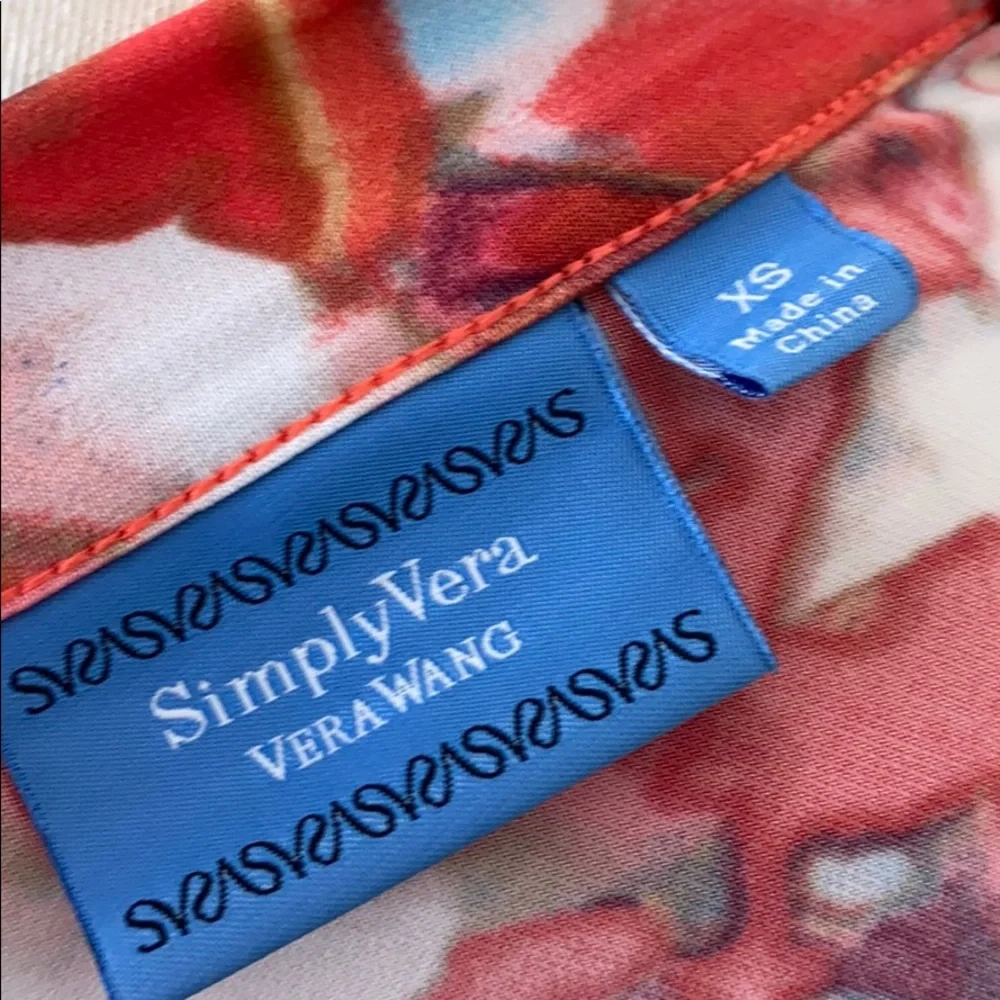 XS
Made in
China
SimplyVera
VERA WANG